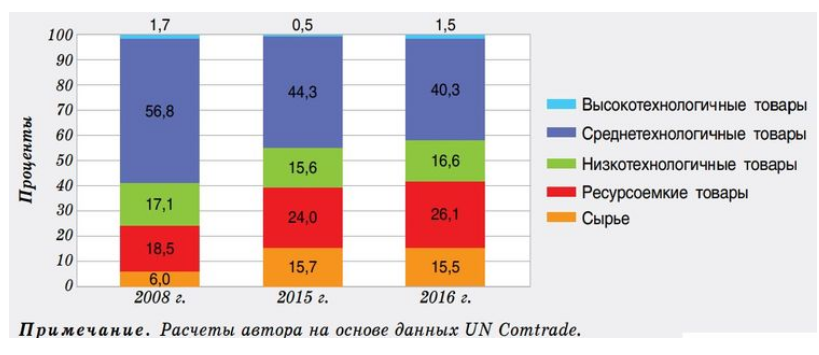 1,7 0,5 1,5
Проценты
100
90
80
70
60
50
40
30
20
10
0
56,8 44,3 40,3
17,1 15,6 16,6
18,5 24,0 26,1
6,0 15,7 15,5
2008 г. 2015 г. 2016 г.
Высокотехнологичные товары
Среднетехнологичные товары
Низкотехнологичные товары
Ресурсоемкие товары
Сырье
Примечание. Расчеты автора на основе данных UN Comtrade.